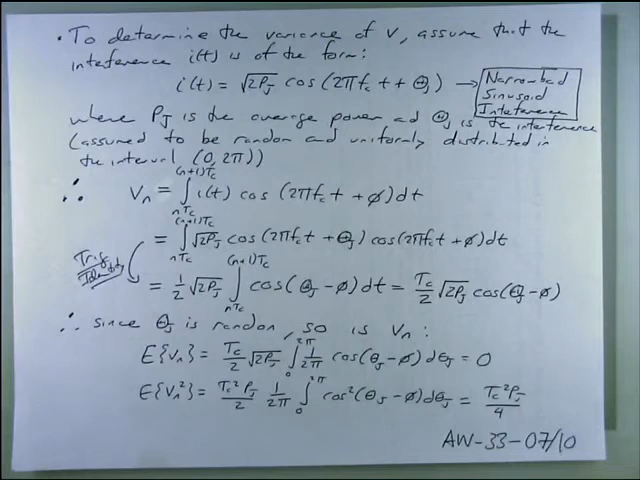 · To determine the variance of V, assume that the
interference i(t) is of the form:
i(t) = √2P_J cos(2πf_c t + Θ_J) → Narrowbad
Sinusoid
Inteference
where P_J is the average power ad Θ_J is the interference
(assumed to be random and uniformly distributed in
the interval (0, 2π))
∴ V_n = ∫_{nT_c}^{(n+1)T_c} i(t) cos(2πf_c t + ϕ)dt
= ∫_{nT_c}^{(n+1)T_c} √2P_J cos(2πf_c t + Θ_J) cos(2πf_c t + ϕ)dt
Trig
Identity
= 1/2 √2P_J ∫_{nT_c}^{(n+1)T_c} cos(Θ_J - ϕ)dt = T_c/2 √2P_J cos(Θ_J - ϕ)
∴ since Θ_J is random, so is V_n:
E{V_n} = T_c/2 √2P_J ∫_0^{2π} 1/2π cos(Θ_J - ϕ)dΘ_J = 0
E{V_n²} = T_c² P_J/2 1/2π ∫_0^{2π} cos²(Θ_J - ϕ)dΘ_J = T_c² P_J/4
AW-33-07/10